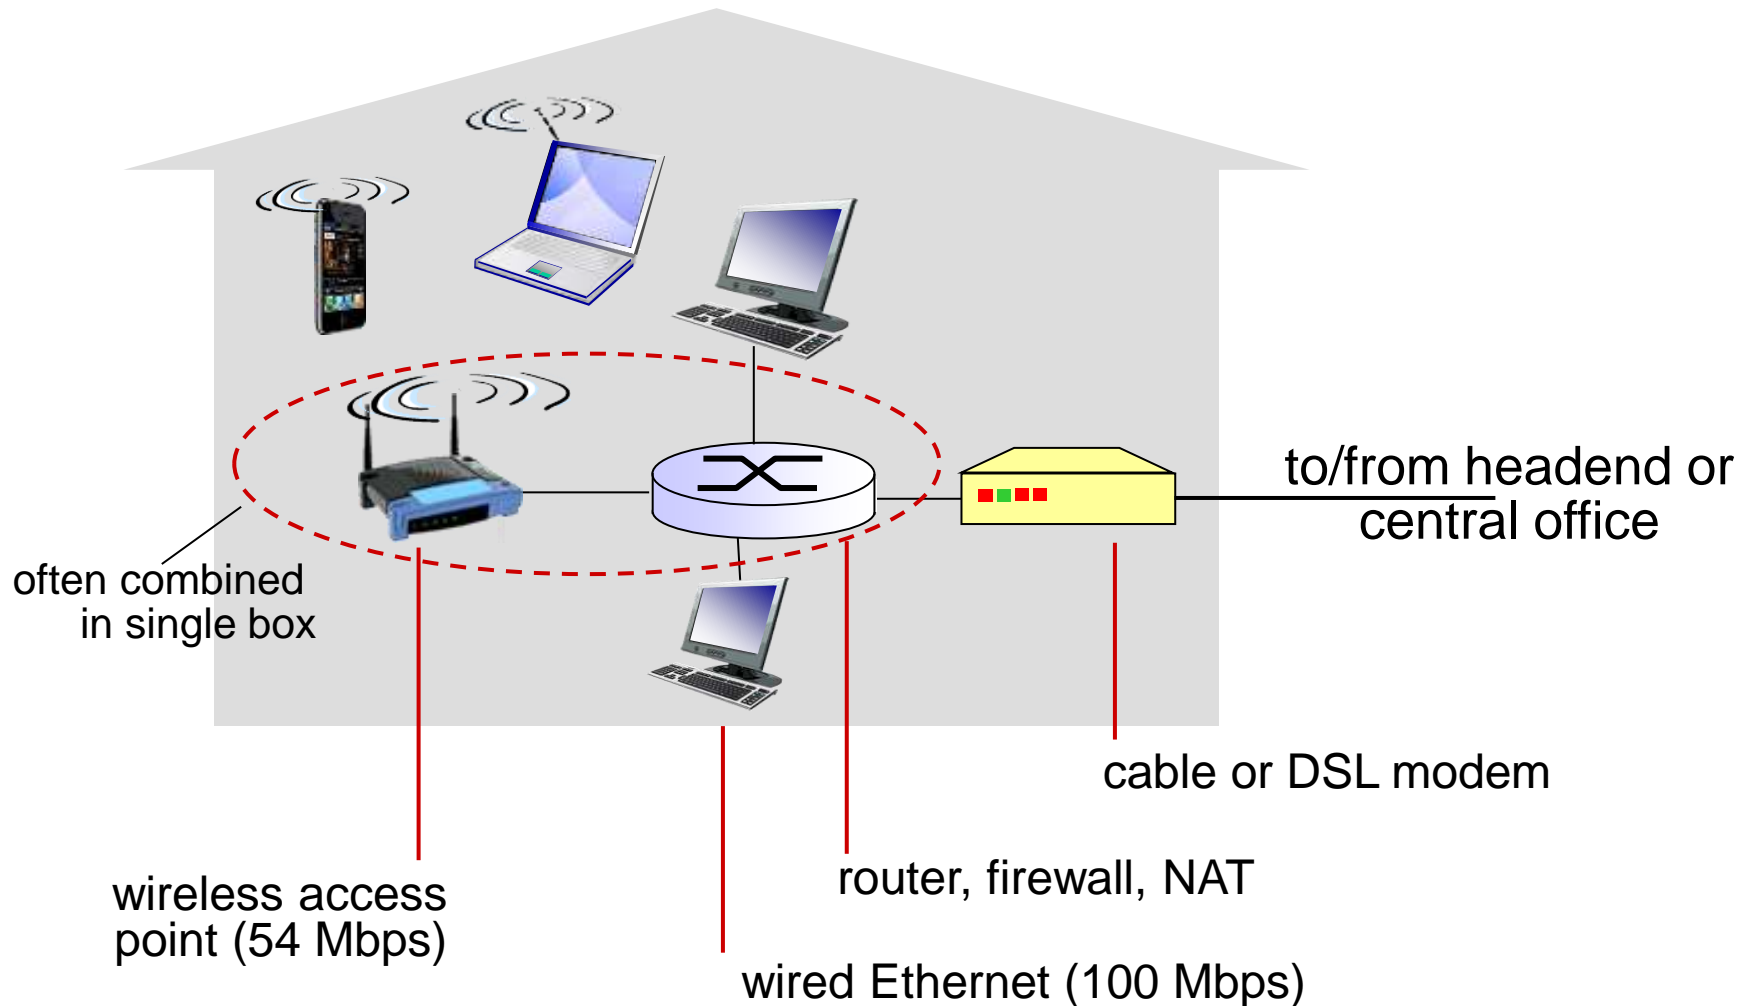 to/from headend or
central office
often combined
in single box
cable or DSL modem
router, firewall, NAT
wireless access
point (54 Mbps)
wired Ethernet (100 Mbps)